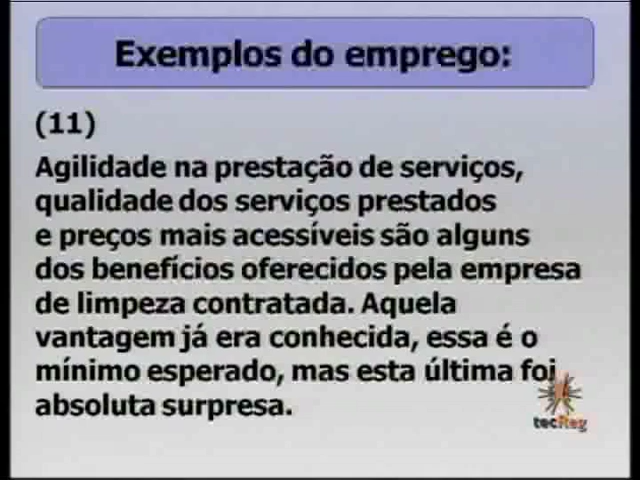 Exemplos do emprego:
(11)
Agilidade na prestação de serviços,
qualidade dos serviços prestados
e preços mais acessíveis são alguns
dos benefícios oferecidos pela empresa
de limpeza contratada. Aquela
vantagem já era conhecida, essa é o
mínimo esperado, mas esta última foi
absoluta surpresa.
tecReg